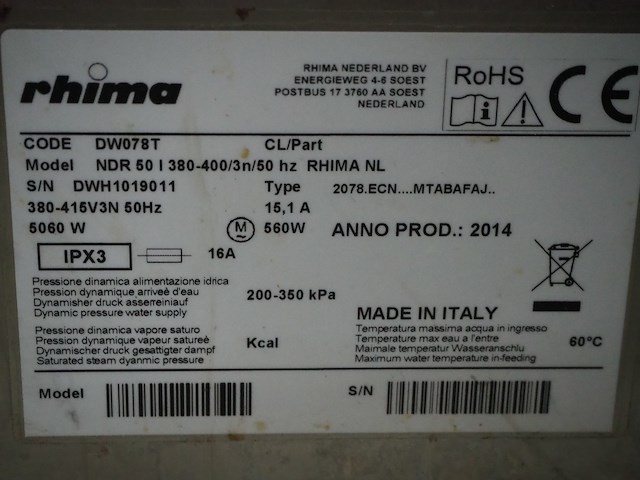 rhima
RHIMA NEDERLAND BV
ENERGIEWEG 4-6 SOEST
POSTBUS 17 3760 AA SOEST
NEDERLAND
RoHS
CE
CODE DW078T CL/Part
Model NDR 50 I 380-400/3n/50 hz RHIMA NL
S/N DWH1019011 Type 2078.ECN....MTABAFAJ..
380-415V3N 50Hz 15,1 A
5060 W M 560W ANNO PROD.: 2014
IPX3 16A
Pressione dinamica alimentazione idrica
Pression dynamique arriveè d'eau
Dynamisher druck asserreiniauf
Dynamic pressure water supply
200-350 kPa
MADE IN ITALY
Pressione dinamica vapore saturo
Pression dynamique vapeur satureé
Dynamischer druck gesattigter dampf
Saturated steam dyanmic pressure
Kcal
Temperatura massima acqua in ingresso
Temperature max eau a l'entre
Maimale temperatur Wasseranschlu
Maximum water temperature in-feeding
60°C
Model S/N